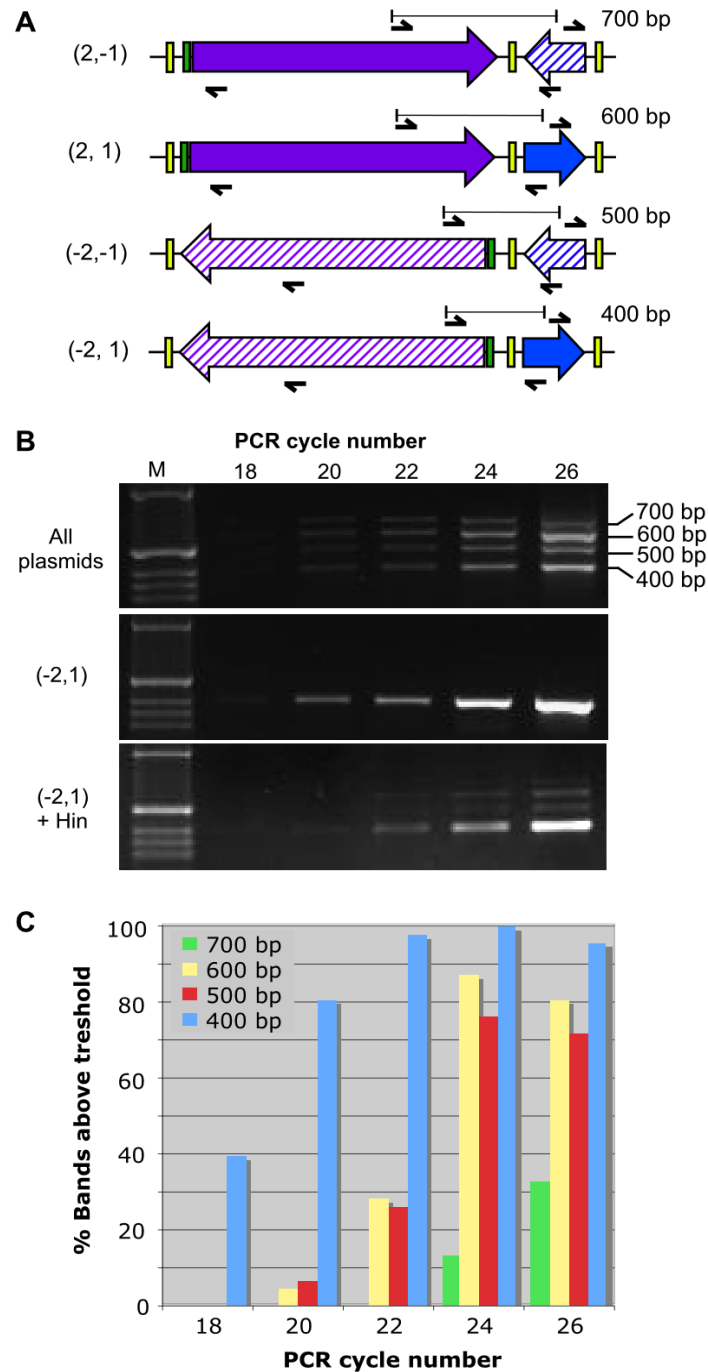 A
700 bp
(2,-1)
600 bp
(2, 1)
500 bp
(-2,-1)
400 bp
(-2, 1)
B
PCR cycle number
M 18 20 22 24 26
All plasmids
700 bp
600 bp
500 bp
400 bp
(-2,1)
(-2,1)
+ Hin
C
% Bands above treshold
100
80
60
40
20
0
700 bp
600 bp
500 bp
400 bp
18 20 22 24 26
PCR cycle number